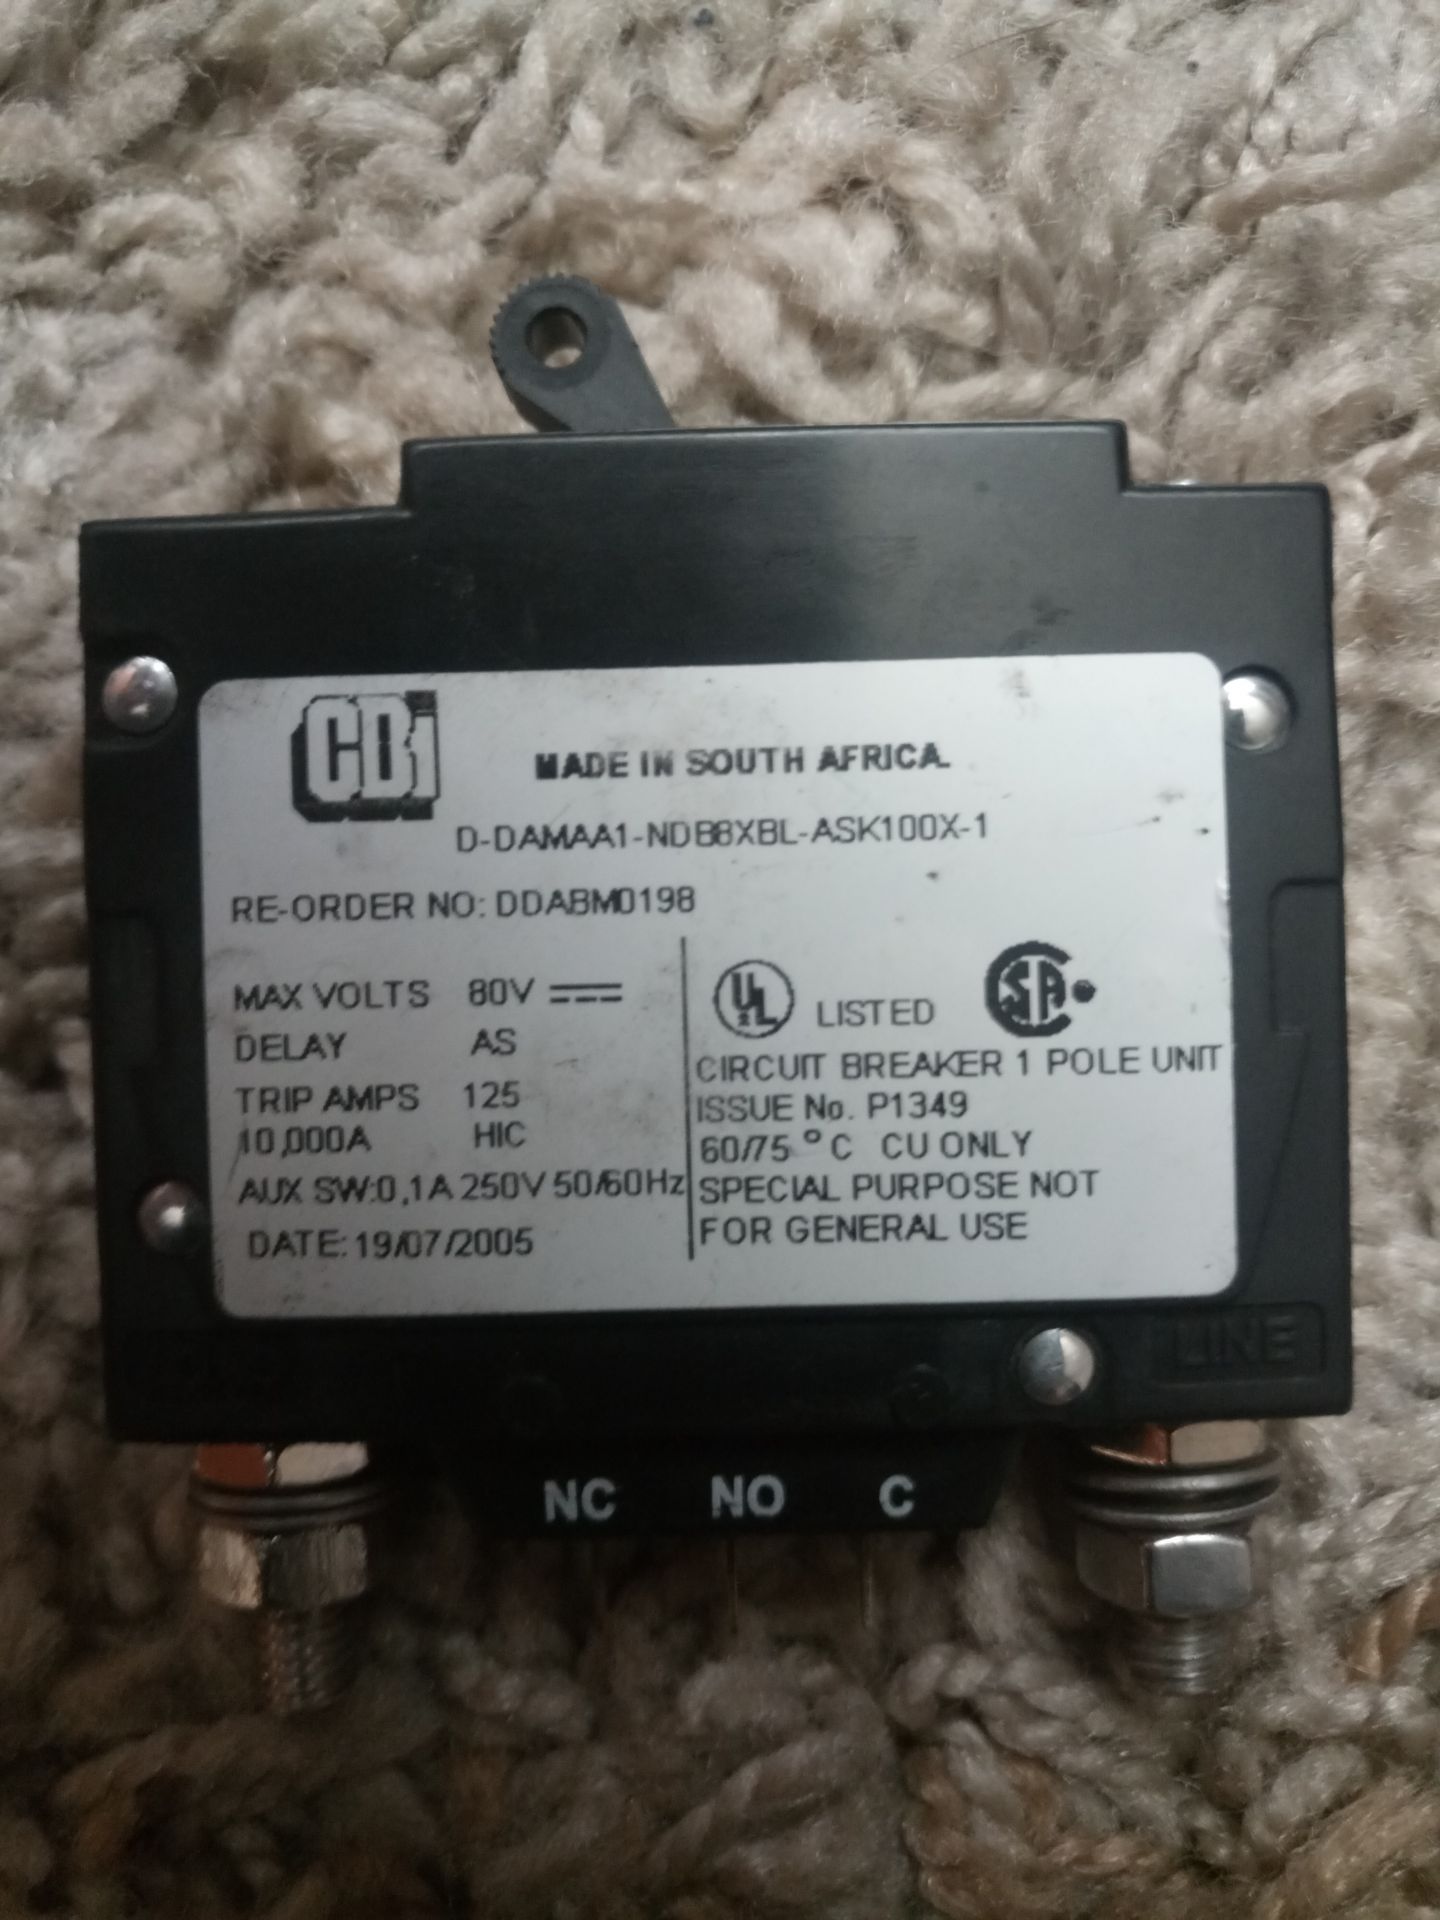 CBi
MADE IN SOUTH AFRICA.
D-DAMAA1-NDB8XBL-ASK100X-1
RE-ORDER NO: DDABM0198
MAX VOLTS 80V
DELAY AS
TRIP AMPS 125
10,000A HIC
AUX SW:0,1A 250V 50/60Hz
DATE: 19/07/2005
UL LISTED SA
CIRCUIT BREAKER 1 POLE UNIT
ISSUE No. P1349
60/75 °C CU ONLY
SPECIAL PURPOSE NOT
FOR GENERAL USE
LINE
NC NO C